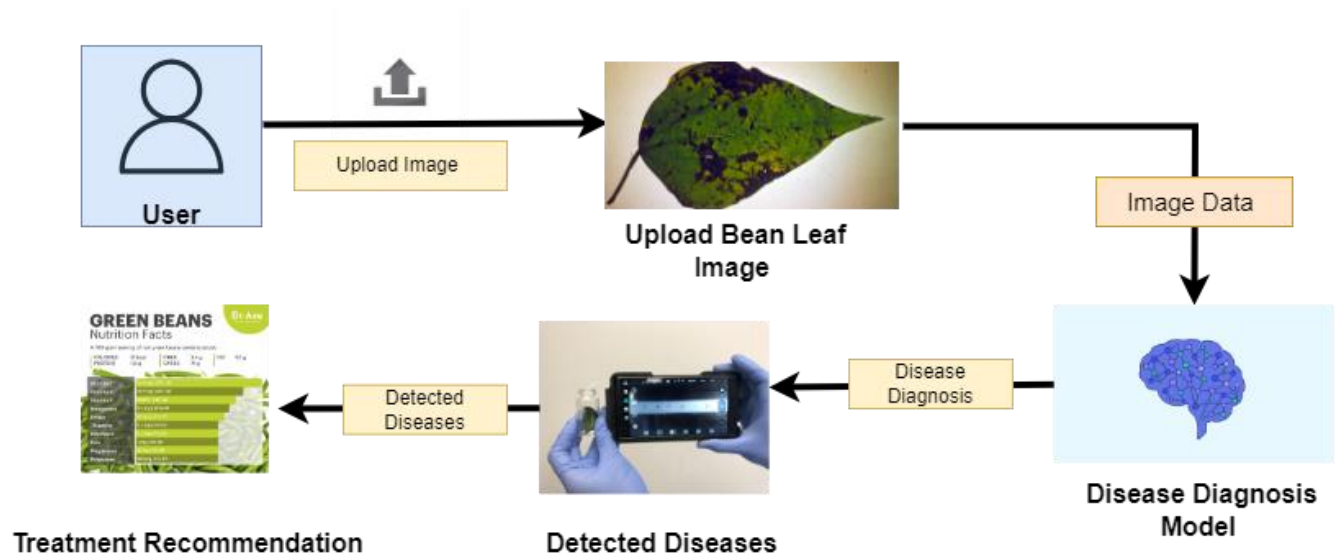 User
Upload Image
Upload Bean Leaf
Image
Image Data
GREEN BEANS
Nutrition Facts
Disease
Diagnosis
Detected
Diseases
Treatment Recommendation
Detected Diseases
Disease Diagnosis
Model